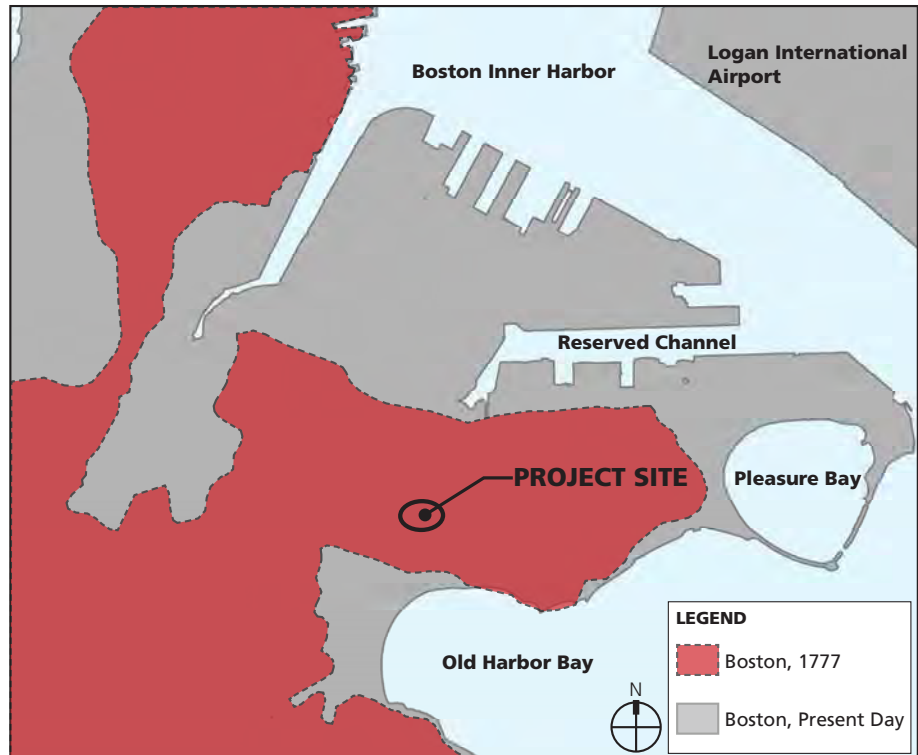 Boston Inner Harbor
Logan International
Airport
Reserved Channel
PROJECT SITE
Pleasure Bay
Old Harbor Bay
N
LEGEND
Boston, 1777
Boston, Present Day